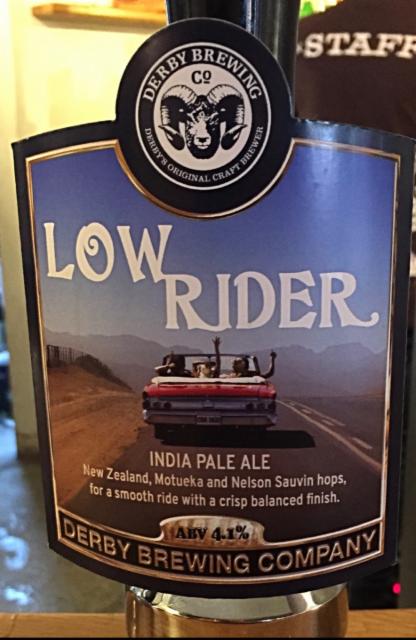 STAFF
DERBY BREWING
Co
DERBY'S ORIGINAL CRAFT BREWER
LOW
RIDER
INDIA PALE ALE
New Zealand, Motueka and Nelson Sauvin hops,
for a smooth ride with a crisp balanced finish.
ABV 4.1%
DERBY BREWING COMPANY